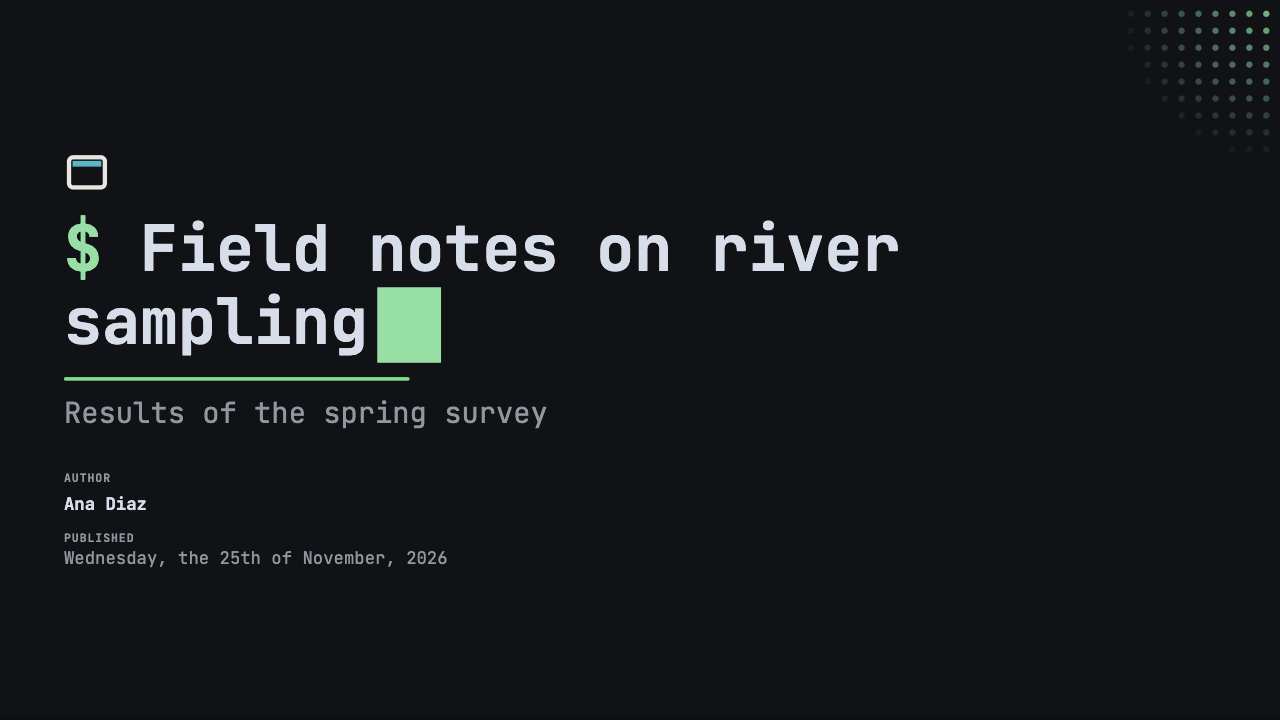 $ Field notes on river
sampling
Results of the spring survey
AUTHOR
Ana Diaz
PUBLISHED
Wednesday, the 25th of November, 2026